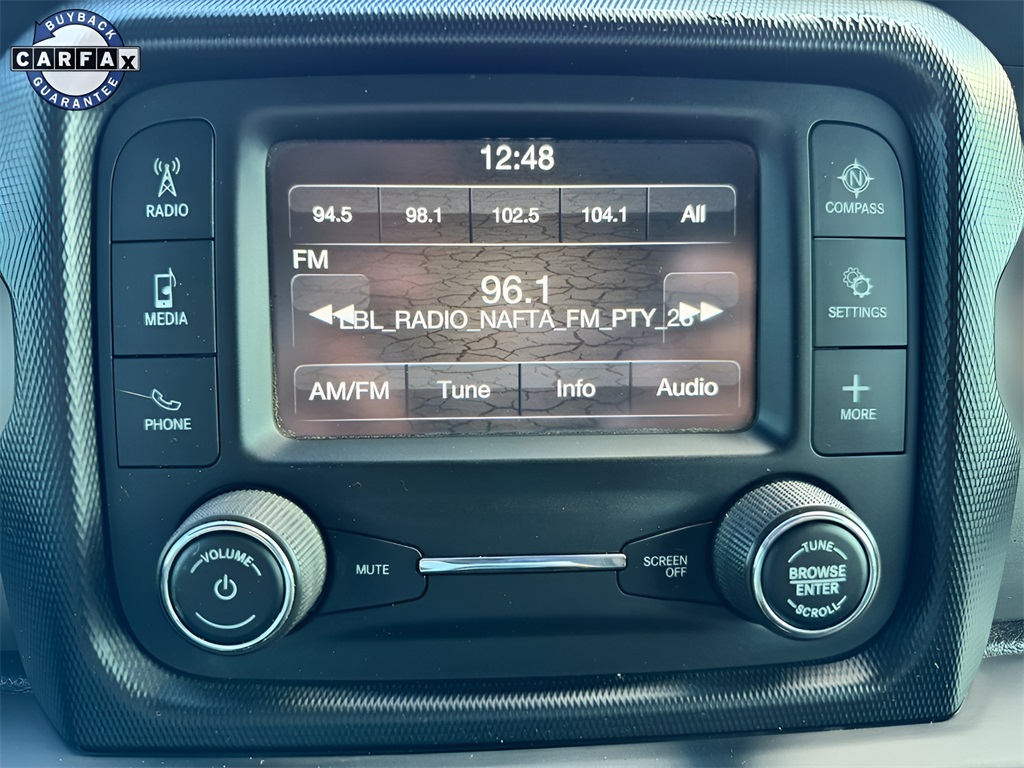 BUYBACK
CARFAX
GUARANTEE
12:48
94.5 98.1 102.5 104.1 All
FM
96.1
LBL_RADIO_NAFTA_FM_PTY_26
AM/FM Tune Info Audio
RADIO
MEDIA
PHONE
N
COMPASS
SETTINGS
MORE
VOLUME
MUTE
SCREEN
OFF
TUNE
BROWSE
ENTER
SCROLL